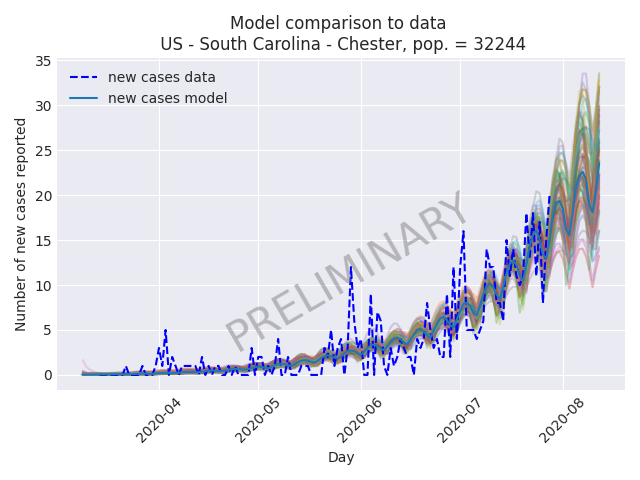 Model comparison to data
US - South Carolina - Chester, pop. = 32244
new cases data
new cases model
PRELIMINARY
Number of new cases reported
35
30
25
20
15
10
5
0
2020-04
2020-05
2020-06
2020-07
2020-08
Day